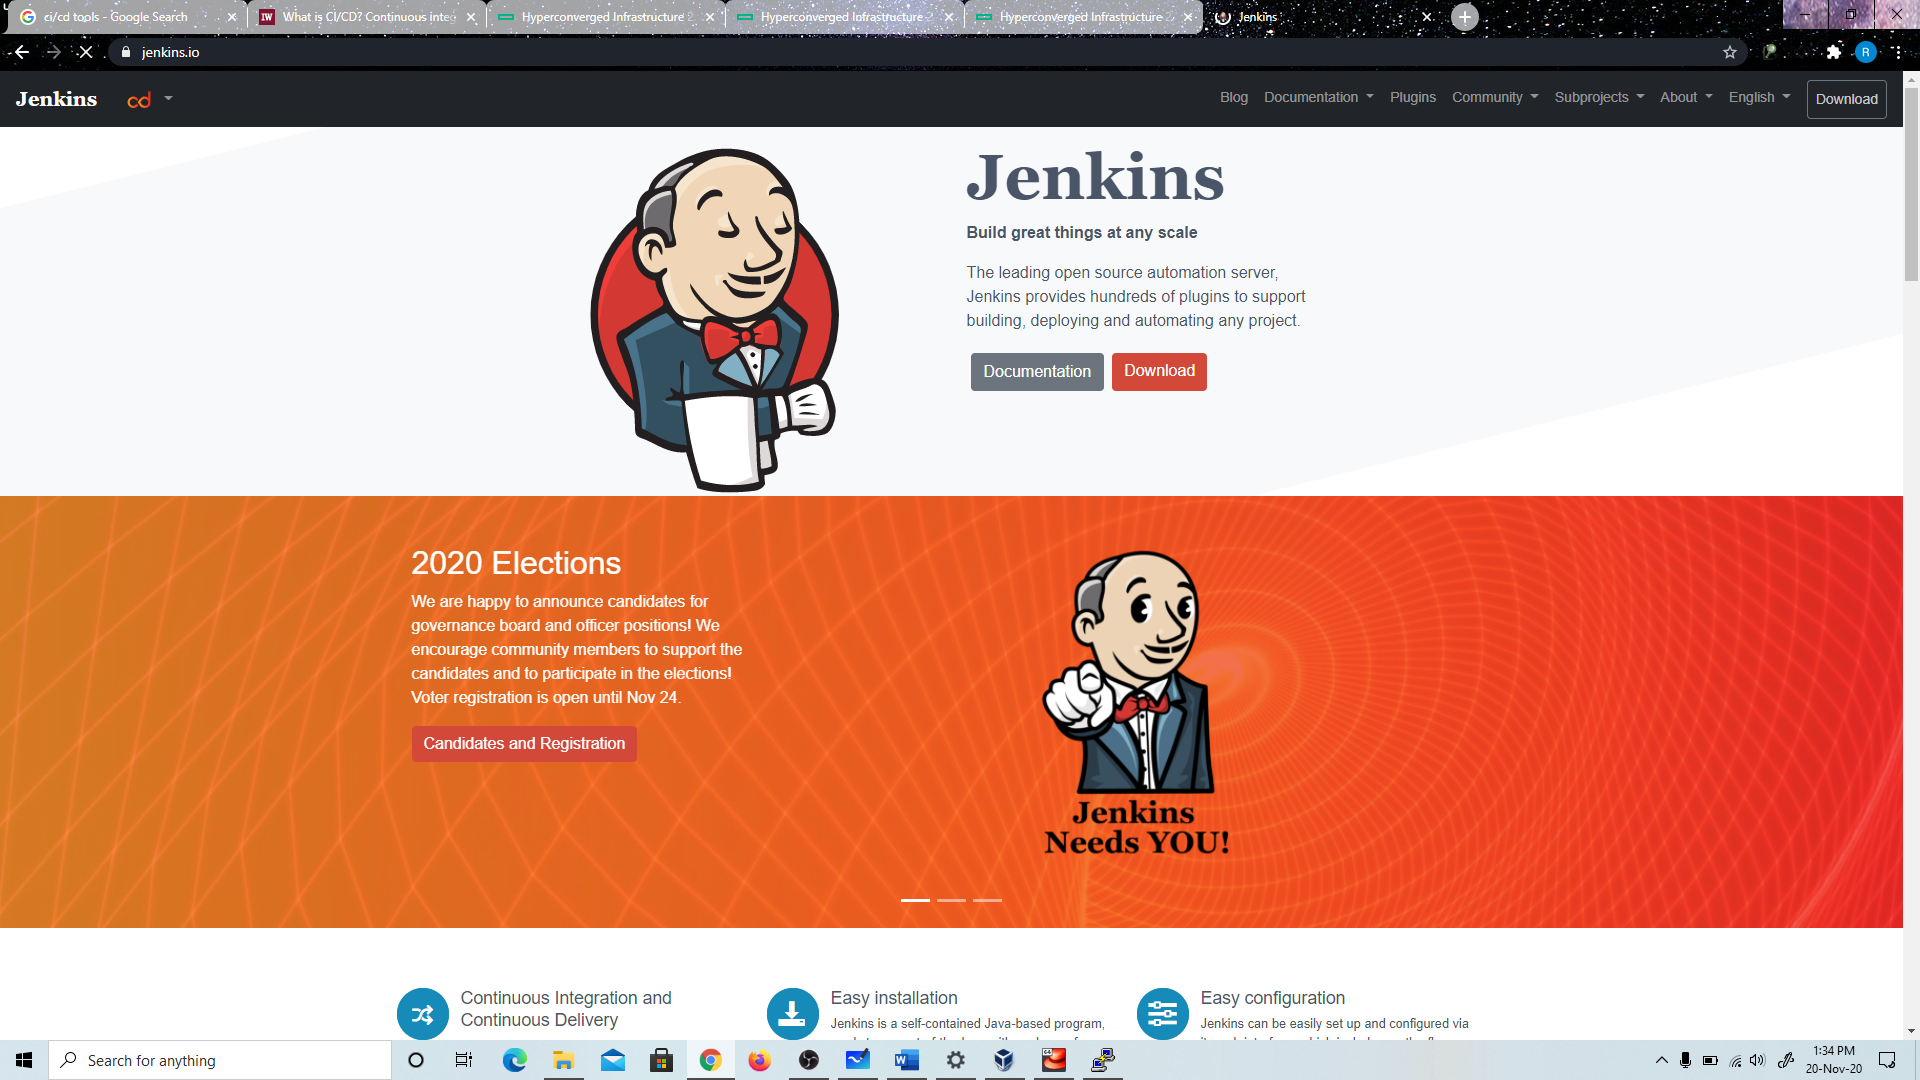 ci/cd tools - Google Search
What is CI/CD? Continuous integ
Hyperconverged Infrastructure 2
Hyperconverged Infrastructure 2
Hyperconverged Infrastructure 2
Jenkins
jenkins.io
R
Jenkins
cd
Blog
Documentation
Plugins
Community
Subprojects
About
English
Download
Jenkins
Build great things at any scale
The leading open source automation server,
Jenkins provides hundreds of plugins to support
building, deploying and automating any project.
Documentation
Download
2020 Elections
We are happy to announce candidates for
governance board and officer positions! We
encourage community members to support the
candidates and to participate in the elections!
Voter registration is open until Nov 24.
Candidates and Registration
Jenkins
Needs YOU!
Continuous Integration and
Continuous Delivery
Easy installation
Jenkins is a self-contained Java-based program,
Easy configuration
Jenkins can be easily set up and configured via
Search for anything
1:34 PM
20-Nov-20